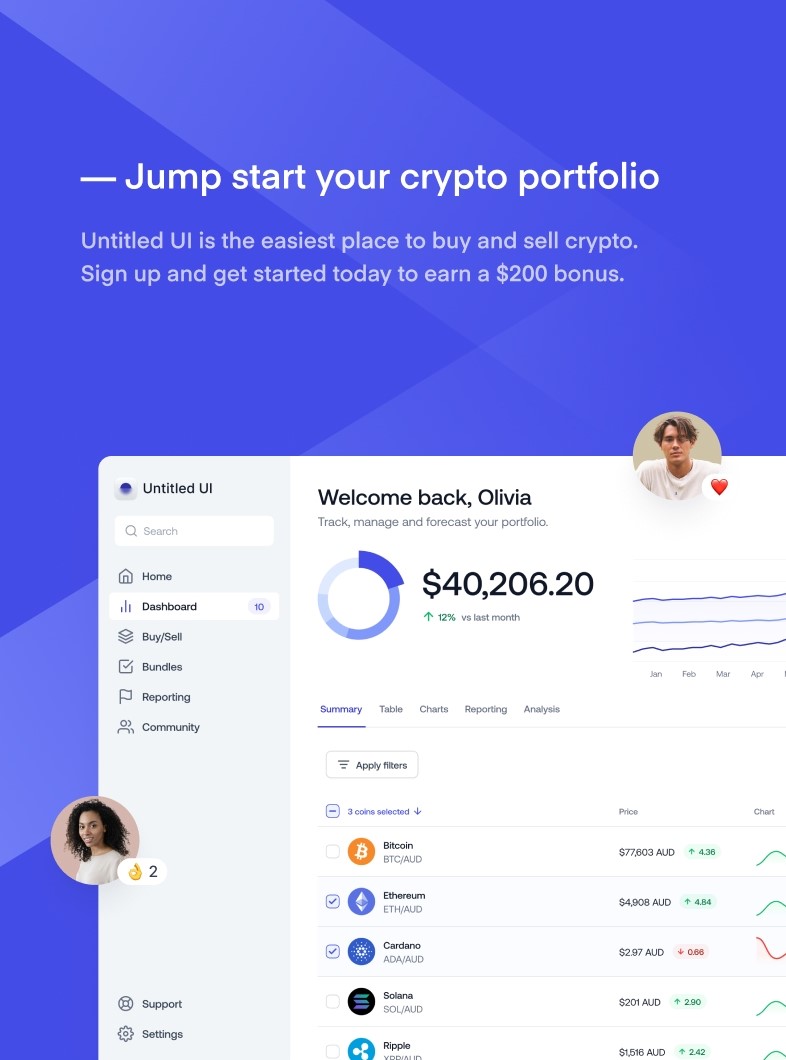 — Jump start your crypto portfolio
Untitled UI is the easiest place to buy and sell crypto.
Sign up and get started today to earn a $200 bonus.
Untitled UI
Search
Home
Dashboard 10
Buy/Sell
Bundles
Reporting
Community
2
Support
Settings
Welcome back, Olivia
Track, manage and forecast your portfolio.
$40,206.20
12% vs last month
Jan Feb Mar Apr
Summary Table Charts Reporting Analysis
Apply filters
3 coins selected Price Chart
Bitcoin
BTC/AUD
$77,603 AUD 4.36
Ethereum
ETH/AUD
$4,908 AUD 4.84
Cardano
ADA/AUD
$2.97 AUD 0.66
Solana
SOL/AUD
$201 AUD 2.90
Ripple
XRP/AUD
$1,516 AUD 2.42